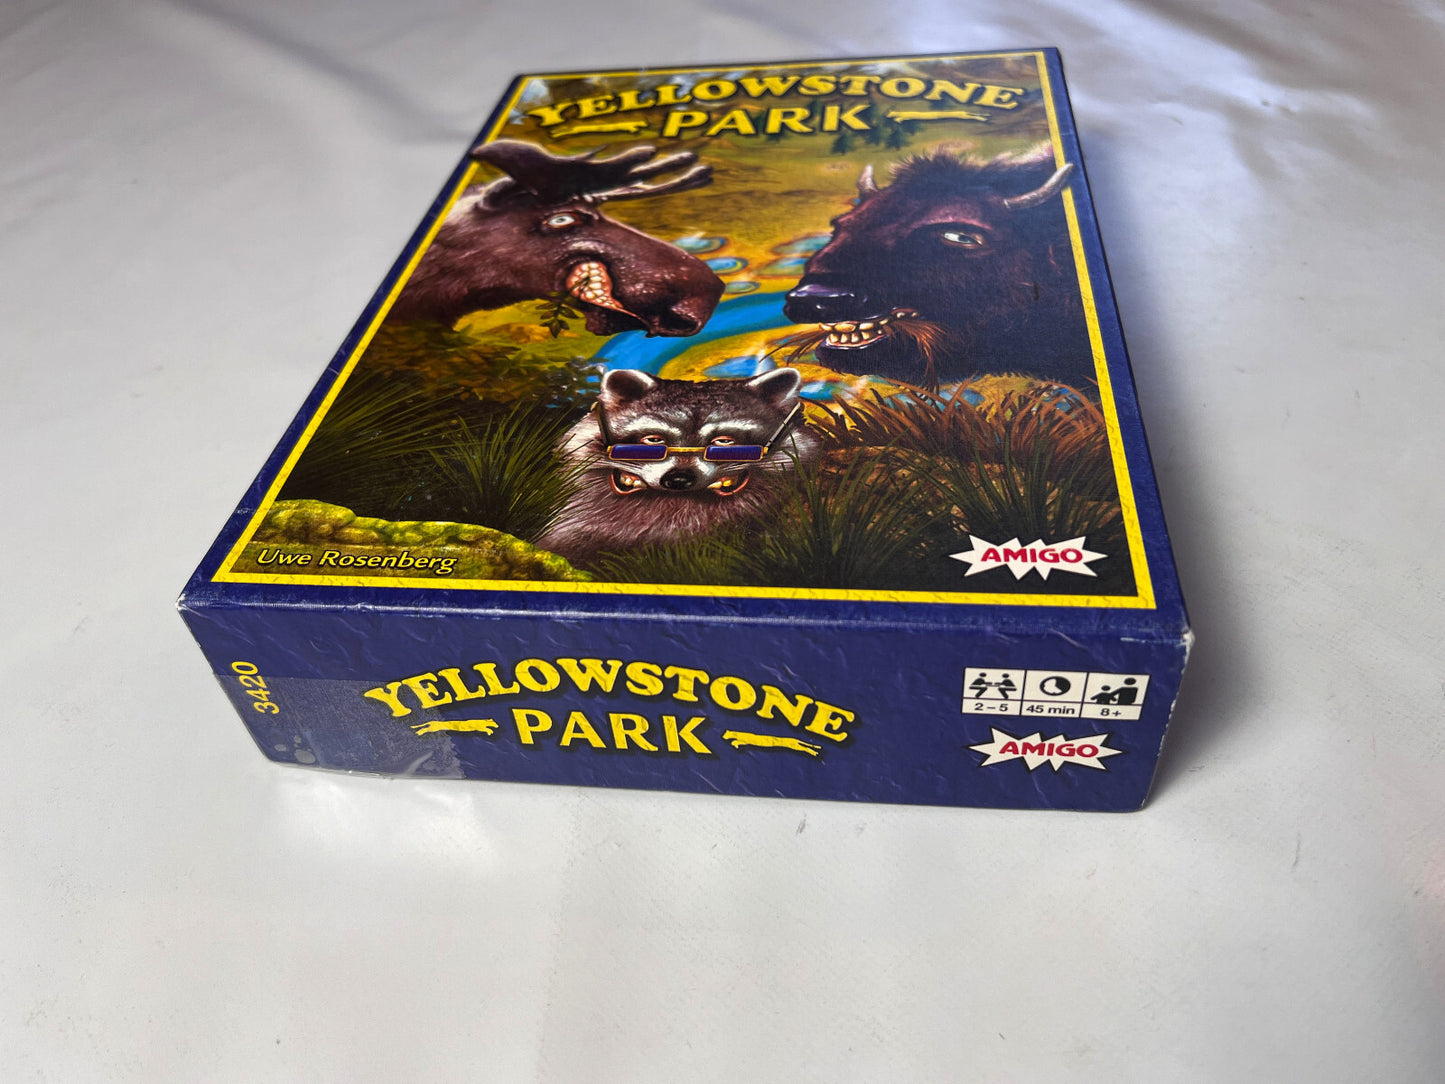 YELLOWSTONE
PARK
Uwe Rosenberg
AMIGO
3420
YELLOWSTONE
PARK
2 – 5
45 min
8+
AMIGO